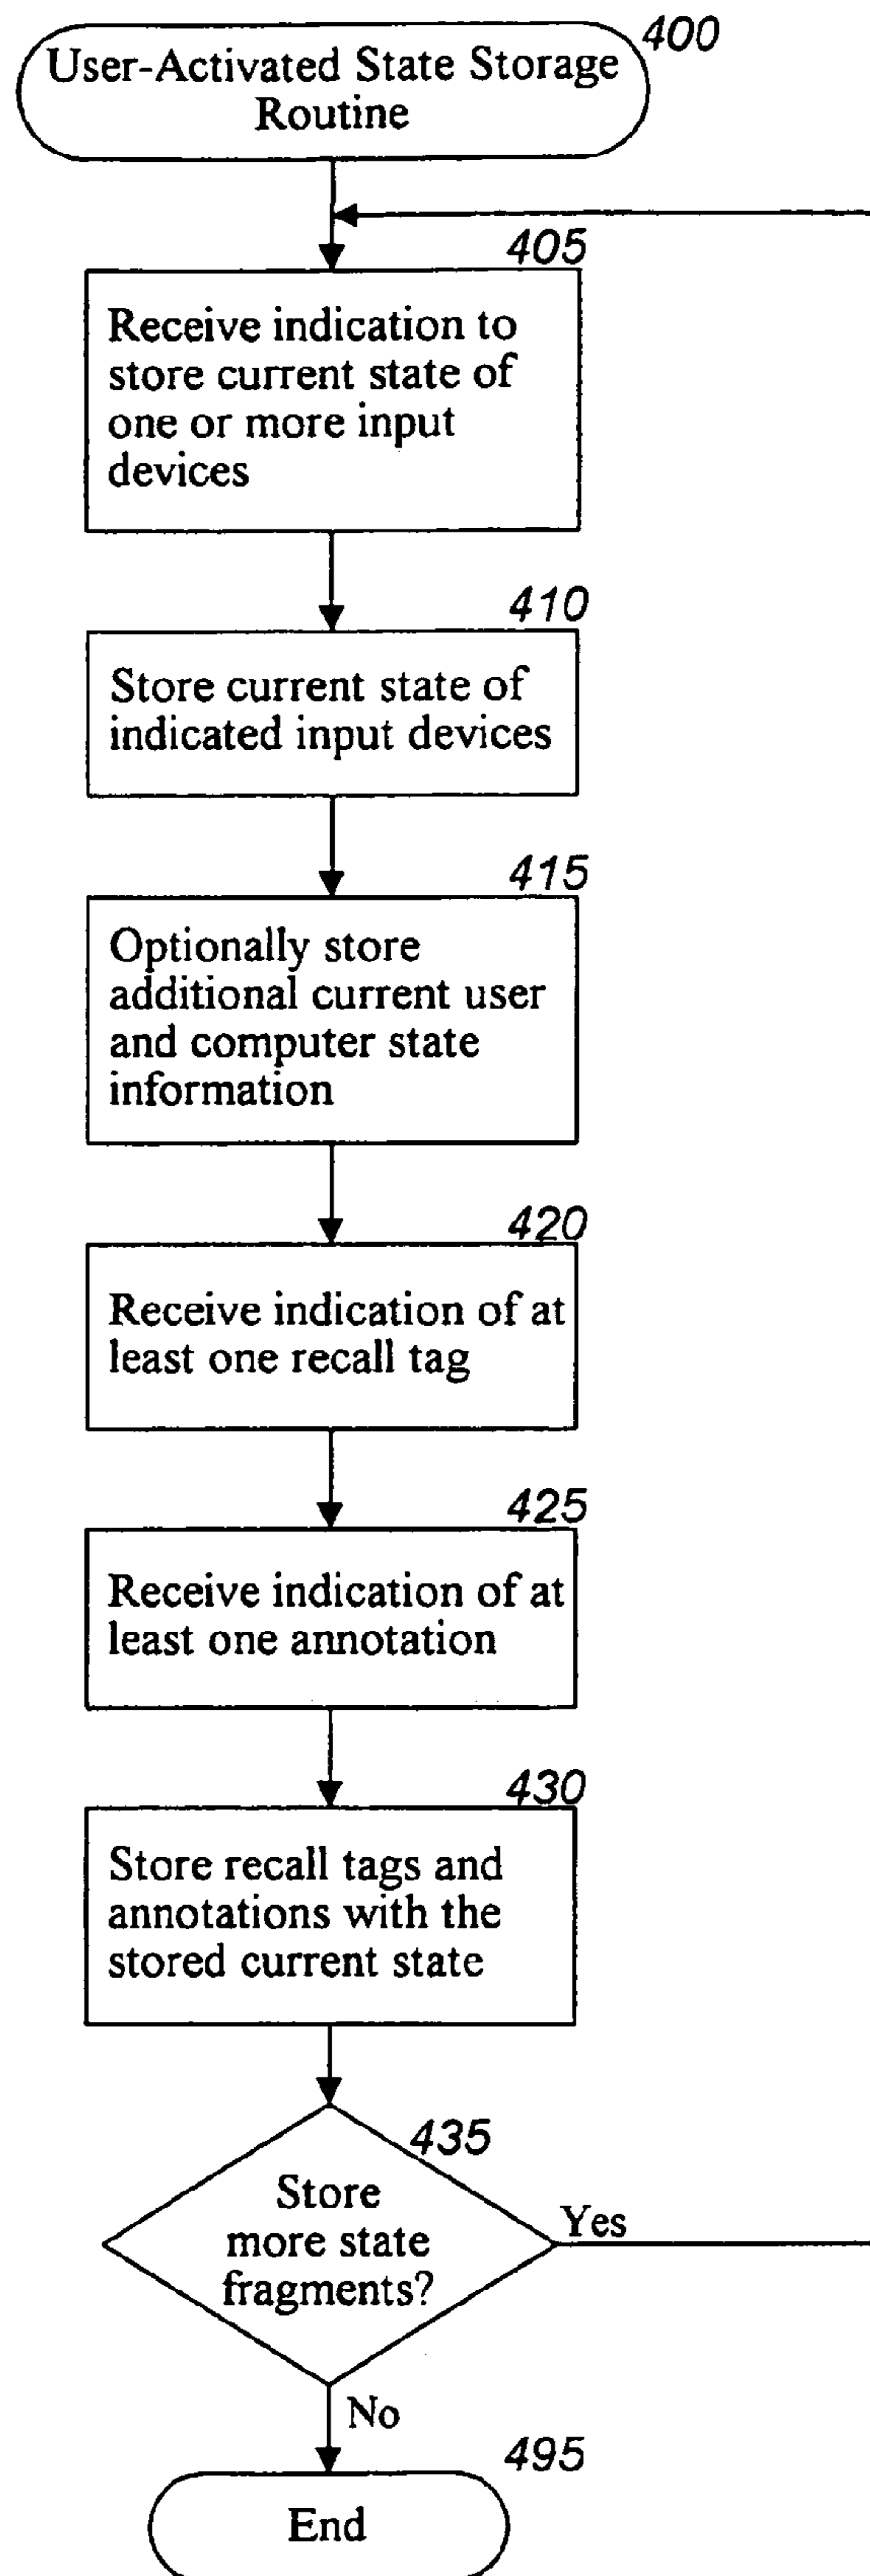 400
User-Activated State Storage
Routine
405
Receive indication to
store current state of
one or more input
devices
410
Store current state of
indicated input devices
415
Optionally store
additional current user
and computer state
information
420
Receive indication of at
least one recall tag
425
Receive indication of at
least one annotation
430
Store recall tags and
annotations with the
stored current state
435
Store
more state
fragments?
Yes
No
495
End